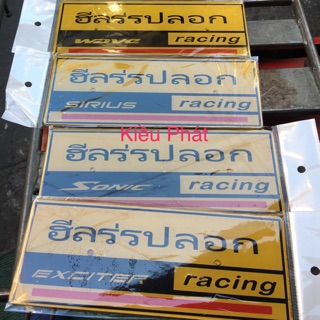 ฮีลร่รปลอก
WAVE racing
ฮีลร่รปลอก
SIRIUS racing
Kiều Phát
ฮีลร่รปลอก
SONIC racing
ฮีลร่รปลอก
EXCITER racing